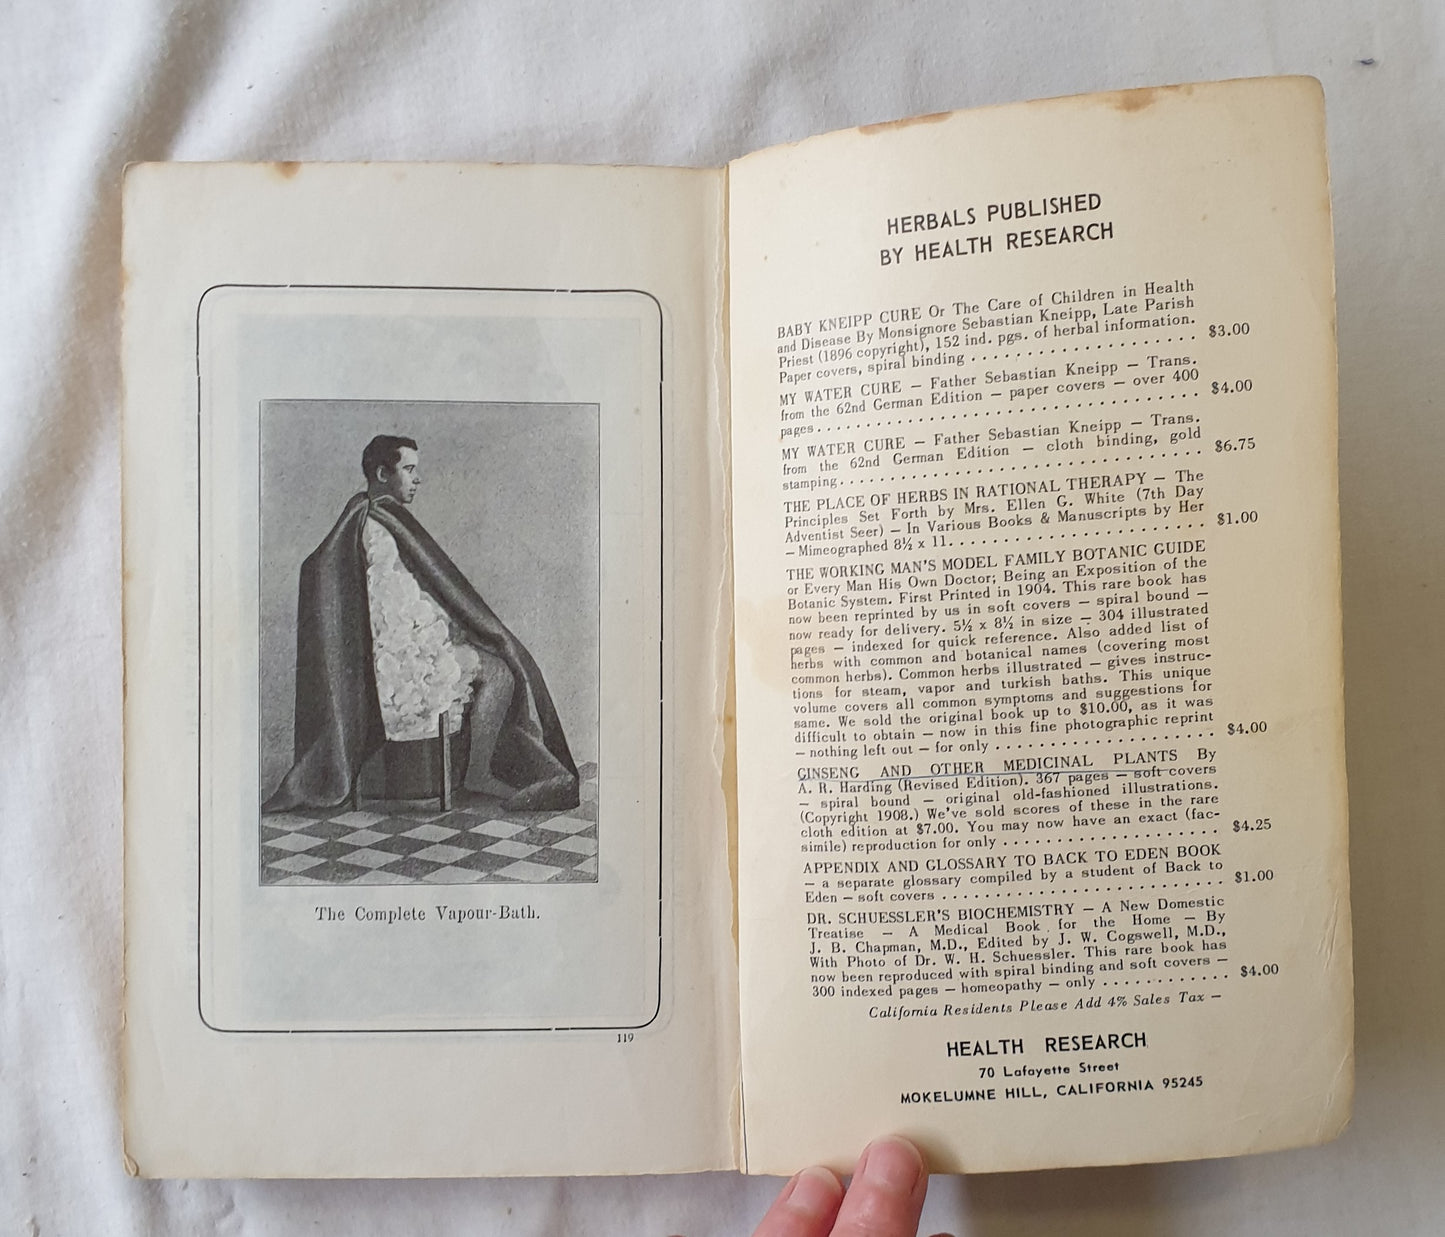 The Complete Vapour-Bath.
119
HERBALS PUBLISHED
BY HEALTH RESEARCH
BABY KNEIPP CURE Or The Care of Children in Health
and Disease By Monsignore Sebastian Kneipp, Late Parish
Priest (1896 copyright), 152 ind. pgs. of herbal information.
Paper covers, spiral binding . . . . . . . . . . . . . . . . . . . . $3.00
MY WATER CURE — Father Sebastian Kneipp — Trans.
from the 62nd German Edition — paper covers — over 400
pages . . . . . . . . . . . . . . . . . . . . . . . . . . . . . . . . . . $4.00
MY WATER CURE — Father Sebastian Kneipp — Trans.
from the 62nd German Edition — cloth binding, gold
stamping . . . . . . . . . . . . . . . . . . . . . . . . . . . . . . . . $6.75
THE PLACE OF HERBS IN RATIONAL THERAPY — The
Principles Set Forth by Mrs. Ellen G. White (7th Day
Adventist Seer) — In Various Books & Manuscripts by Her
— Mimeographed 8½ x 11 . . . . . . . . . . . . . . . . . . . . . . $1.00
THE WORKING MAN'S MODEL FAMILY BOTANIC GUIDE
or Every Man His Own Doctor; Being an Exposition of the
Botanic System. First Printed in 1904. This rare book has
now been reprinted by us in soft covers — spiral bound —
now ready for delivery. 5½ x 8½ in size — 304 illustrated
pages — indexed for quick reference. Also added list of
herbs with common and botanical names (covering most
common herbs). Common herbs illustrated — gives instruc-
tions for steam, vapor and turkish baths. This unique
volume covers all common symptoms and suggestions for
same. We sold the original book up to $10.00, as it was
difficult to obtain — now in this fine photographic reprint
— nothing left out — for only . . . . . . . . . . . . . . . . . . . $4.00
GINSENG AND OTHER MEDICINAL PLANTS By
A. R. Harding (Revised Edition). 367 pages — soft covers
— spiral bound — original old-fashioned illustrations.
(Copyright 1908.) We've sold scores of these in the rare
cloth edition at $7.00. You may now have an exact (fac-
simile) reproduction for only . . . . . . . . . . . . . . . . . . $4.25
APPENDIX AND GLOSSARY TO BACK TO EDEN BOOK
— a separate glossary compiled by a student of Back to
Eden — soft covers . . . . . . . . . . . . . . . . . . . . . . . . . $1.00
DR. SCHUESSLER'S BIOCHEMISTRY — A New Domestic
Treatise — A Medical Book for the Home — By
J. B. Chapman, M.D., Edited by J. W. Cogswell, M.D.,
With Photo of Dr. W. H. Schuessler. This rare book has
now been reproduced with spiral binding and soft covers —
300 indexed pages — homeopathy — only . . . . . . . . . . . . $4.00
California Residents Please Add 4% Sales Tax —
HEALTH RESEARCH
70 Lafayette Street
MOKELUMNE HILL, CALIFORNIA 95245